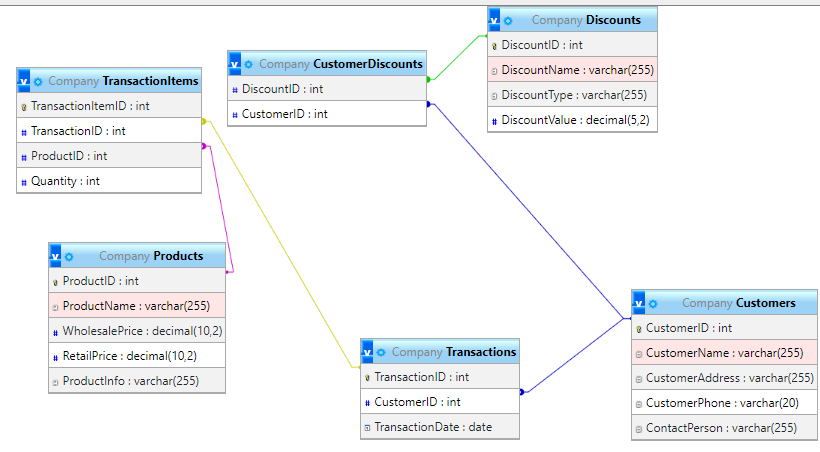 Company Discounts
DiscountID : int
DiscountName : varchar(255)
DiscountType : varchar(255)
DiscountValue : decimal(5,2)
Company CustomerDiscounts
DiscountID : int
CustomerID : int
Company TransactionItems
TransactionItemID : int
TransactionID : int
ProductID : int
Quantity : int
Company Products
ProductID : int
ProductName : varchar(255)
WholesalePrice : decimal(10,2)
RetailPrice : decimal(10,2)
ProductInfo : varchar(255)
Company Transactions
TransactionID : int
CustomerID : int
TransactionDate : date
Company Customers
CustomerID : int
CustomerName : varchar(255)
CustomerAddress : varchar(255)
CustomerPhone : varchar(20)
ContactPerson : varchar(255)